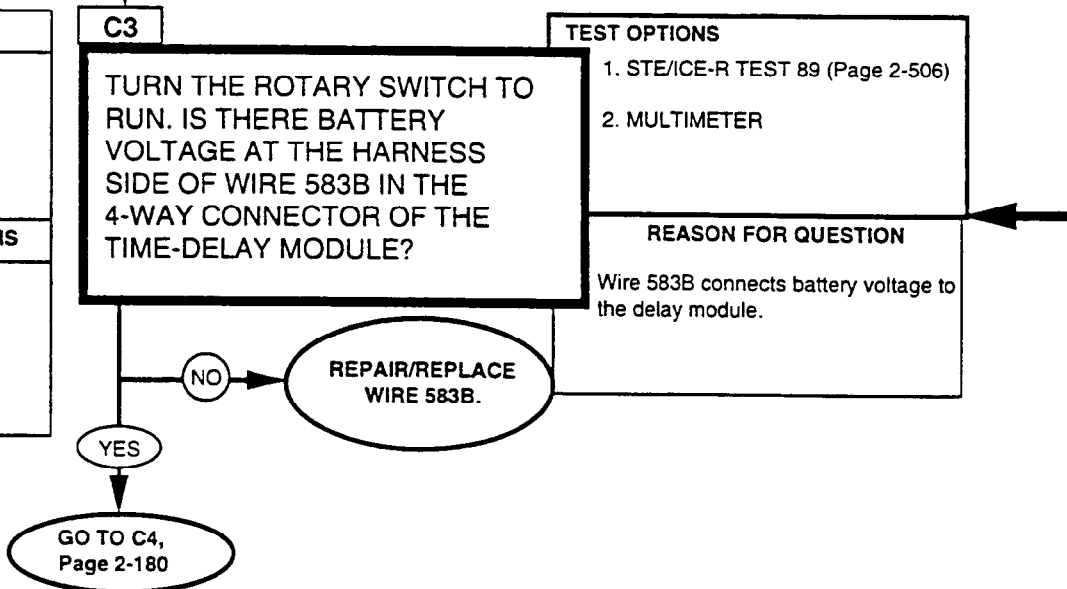 C3
TURN THE ROTARY SWITCH TO
RUN. IS THERE BATTERY
VOLTAGE AT THE HARNESS
SIDE OF WIRE 583B IN THE
4-WAY CONNECTOR OF THE
TIME-DELAY MODULE?
TEST OPTIONS
1. STE/ICE-R TEST 89 (Page 2-506)
2. MULTIMETER
REASON FOR QUESTION
Wire 583B connects battery voltage to
the delay module.
NO
REPAIR/REPLACE
WIRE 583B.
YES
GO TO C4,
Page 2-180